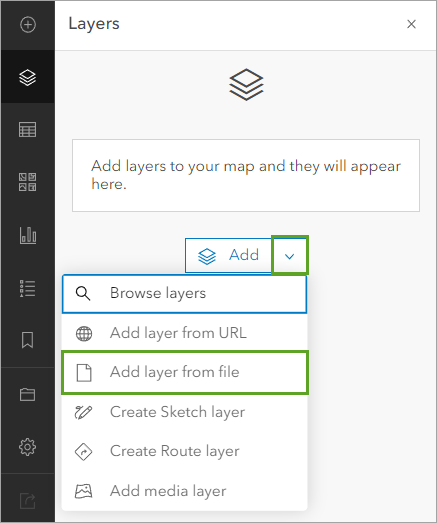 Layers
Add layers to your map and they will appear
here.
Add
Browse layers
Add layer from URL
Add layer from file
Create Sketch layer
Create Route layer
Add media layer